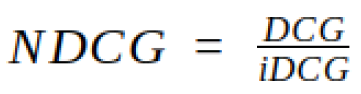 NDCG = DCG / iDCG